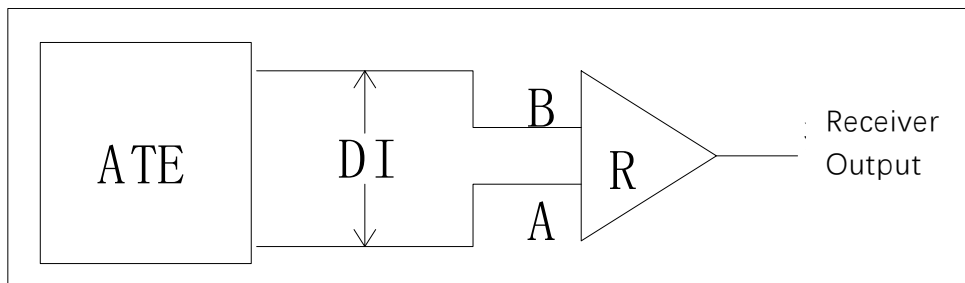 ATE
DI
B
R
A
Receiver
Output